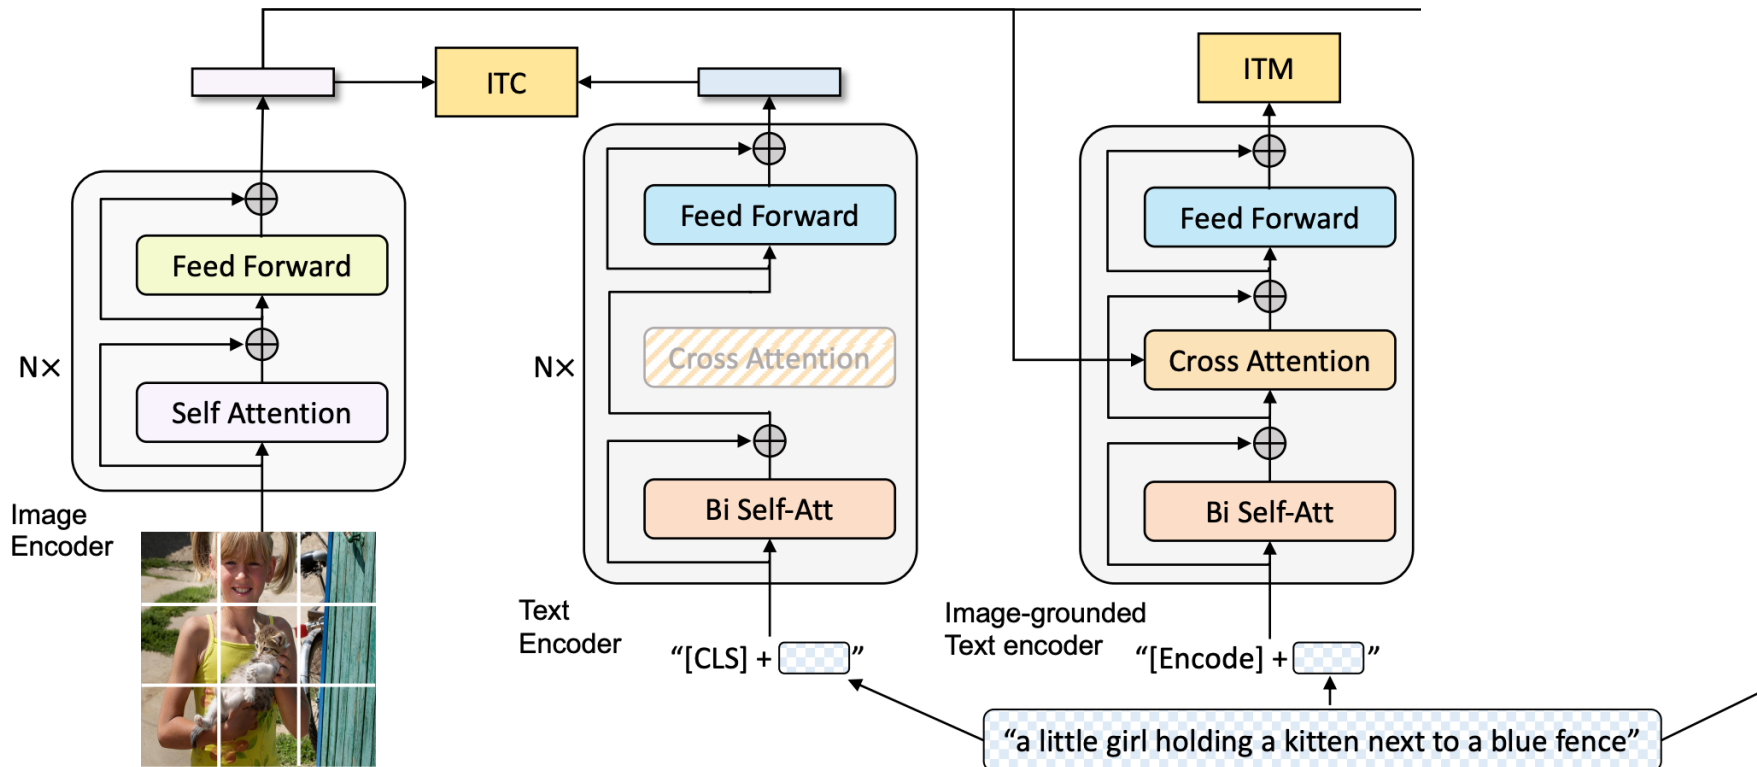 ITC
ITM
Feed Forward
Feed Forward
Feed Forward
N×
N×
Cross Attention
Cross Attention
Self Attention
Bi Self-Att
Bi Self-Att
Image
Encoder
Text
Encoder
Image-grounded
Text encoder
“[CLS] + ”
“[Encode] + ”
“a little girl holding a kitten next to a blue fence”